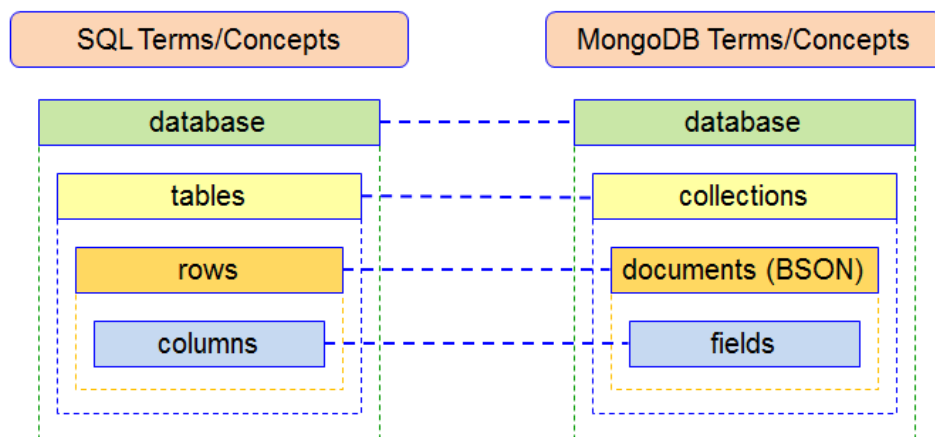 SQL Terms/Concepts
MongoDB Terms/Concepts
database
database
tables
collections
rows
documents (BSON)
columns
fields